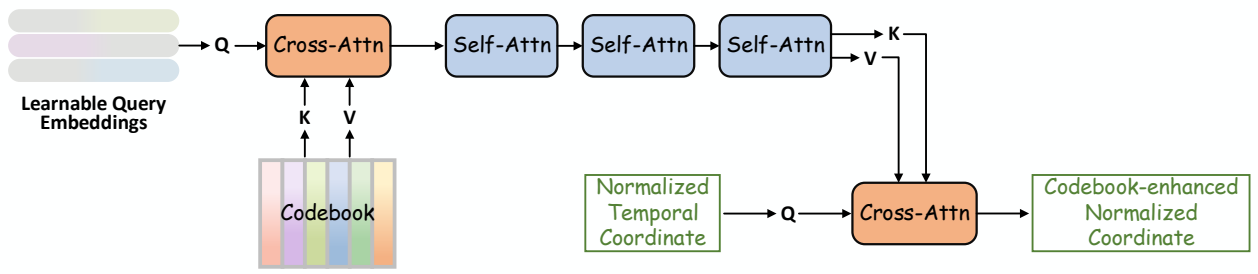 Learnable Query
Embeddings
Q
Cross-Attn
Self-Attn
Self-Attn
Self-Attn
K
V
K
V
Codebook
Normalized
Temporal
Coordinate
Q
Cross-Attn
Codebook-enhanced
Normalized
Coordinate